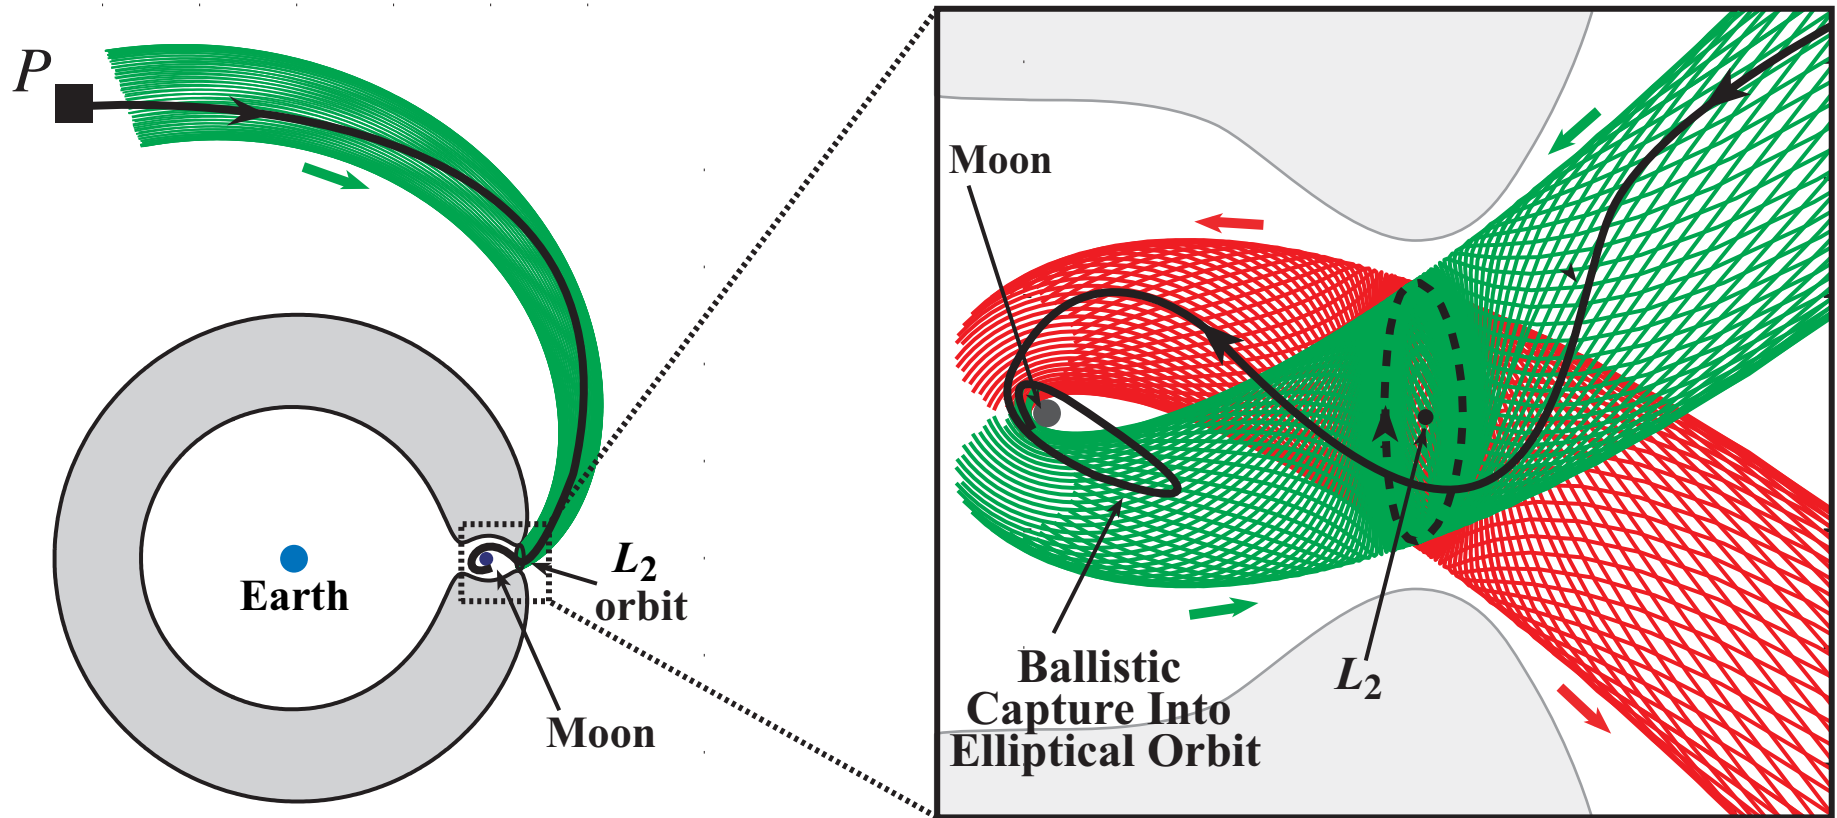 P
Earth
L2
orbit
Moon
Moon
L2
Ballistic
Capture Into
Elliptical Orbit